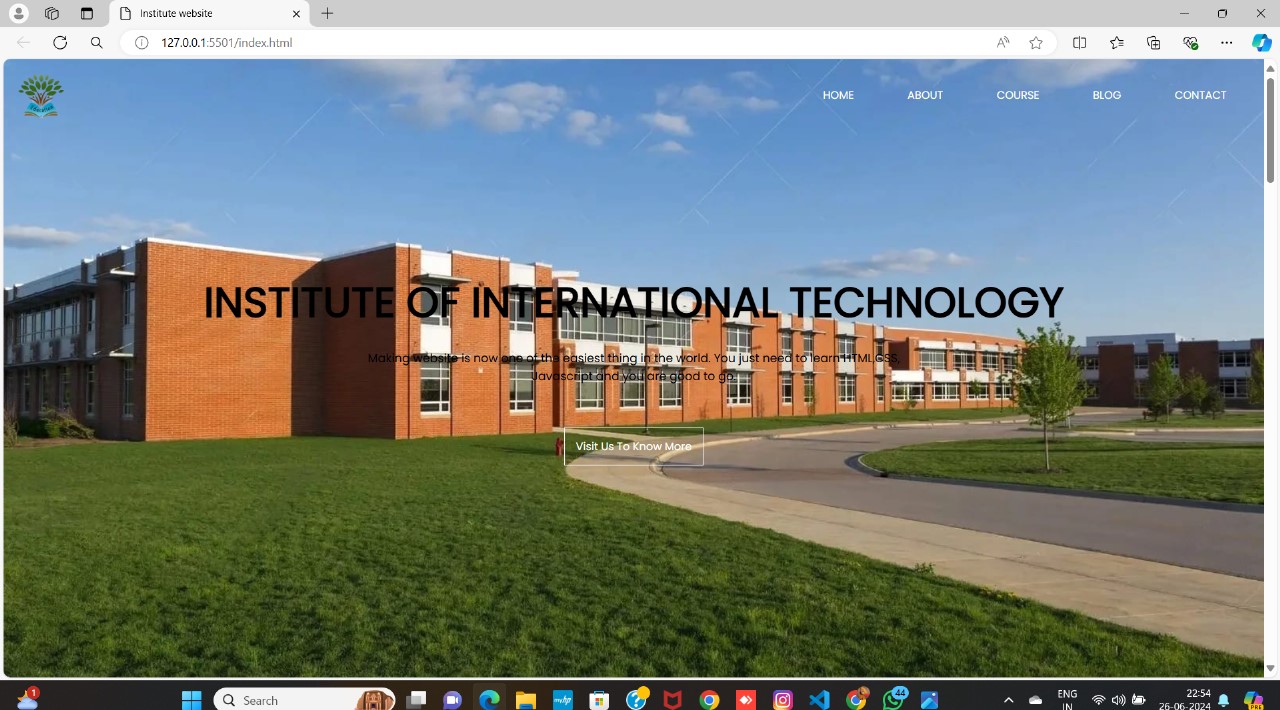 Institute website
127.0.0.1:5501/index.html
HOME
ABOUT
COURSE
BLOG
CONTACT
INSTITUTE OF INTERNATIONAL TECHNOLOGY
Making website is now one of the easiest thing in the world. You just need to learn HTML,CSS,
Javascript and you are good to go.
Visit Us To Know More
1
Search
myhp
44
ENG
IN
22:54
26-06-2024
PRE